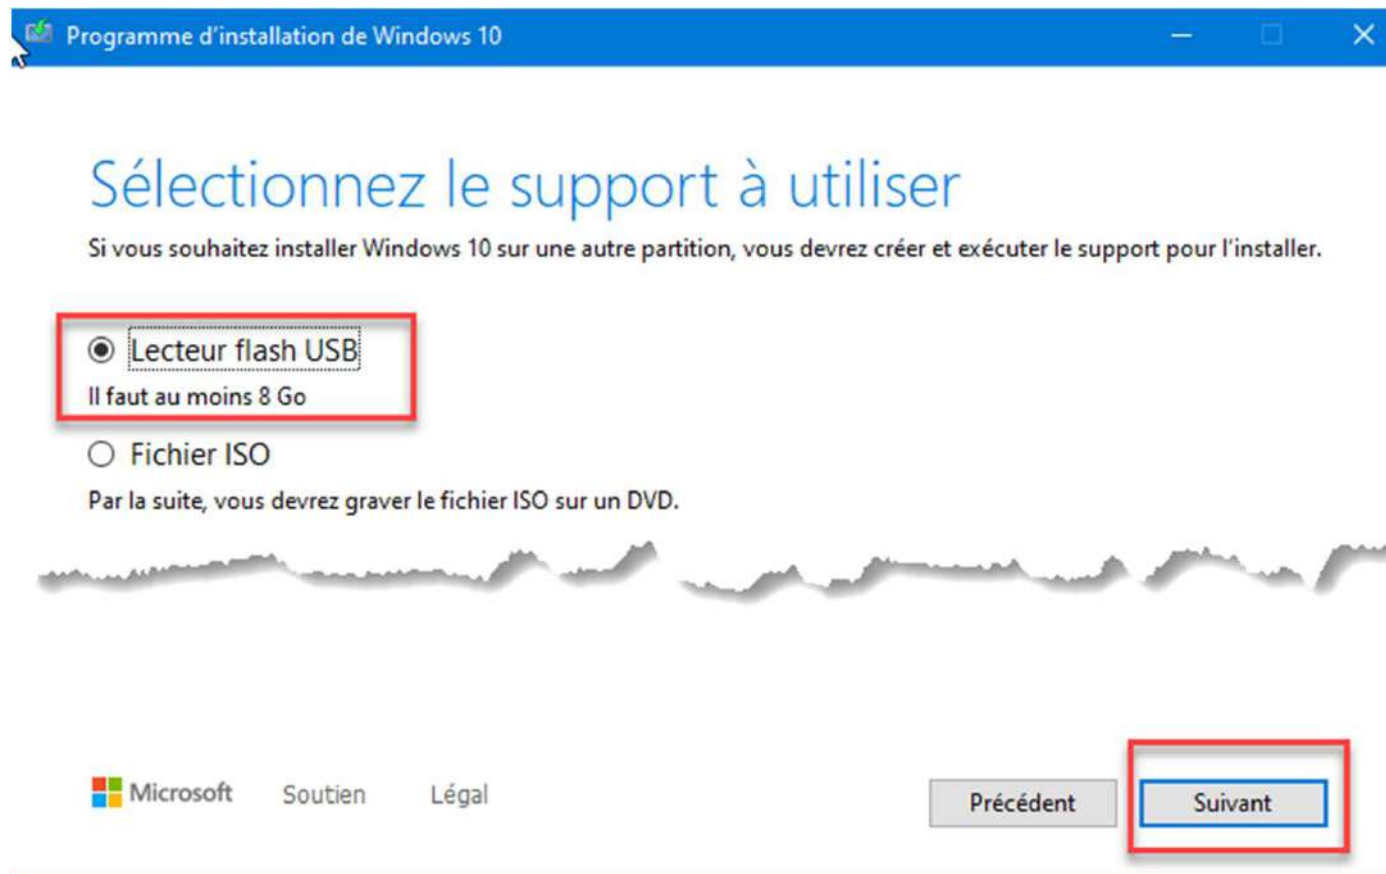 Programme d'installation de Windows 10
Sélectionnez le support à utiliser
Si vous souhaitez installer Windows 10 sur une autre partition, vous devrez créer et exécuter le support pour l'installer.
Lecteur flash USB
Il faut au moins 8 Go
Fichier ISO
Par la suite, vous devrez graver le fichier ISO sur un DVD.
Microsoft Soutien Légal Précédent Suivant